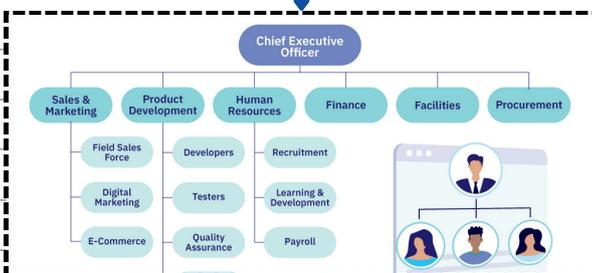 Chief Executive
Officer
Sales &
Marketing
Product
Development
Human
Resources
Finance
Facilities
Procurement
Field Sales
Force
Developers
Recruitment
Digital
Marketing
Testers
Learning &
Development
E-Commerce
Quality
Assurance
Payroll